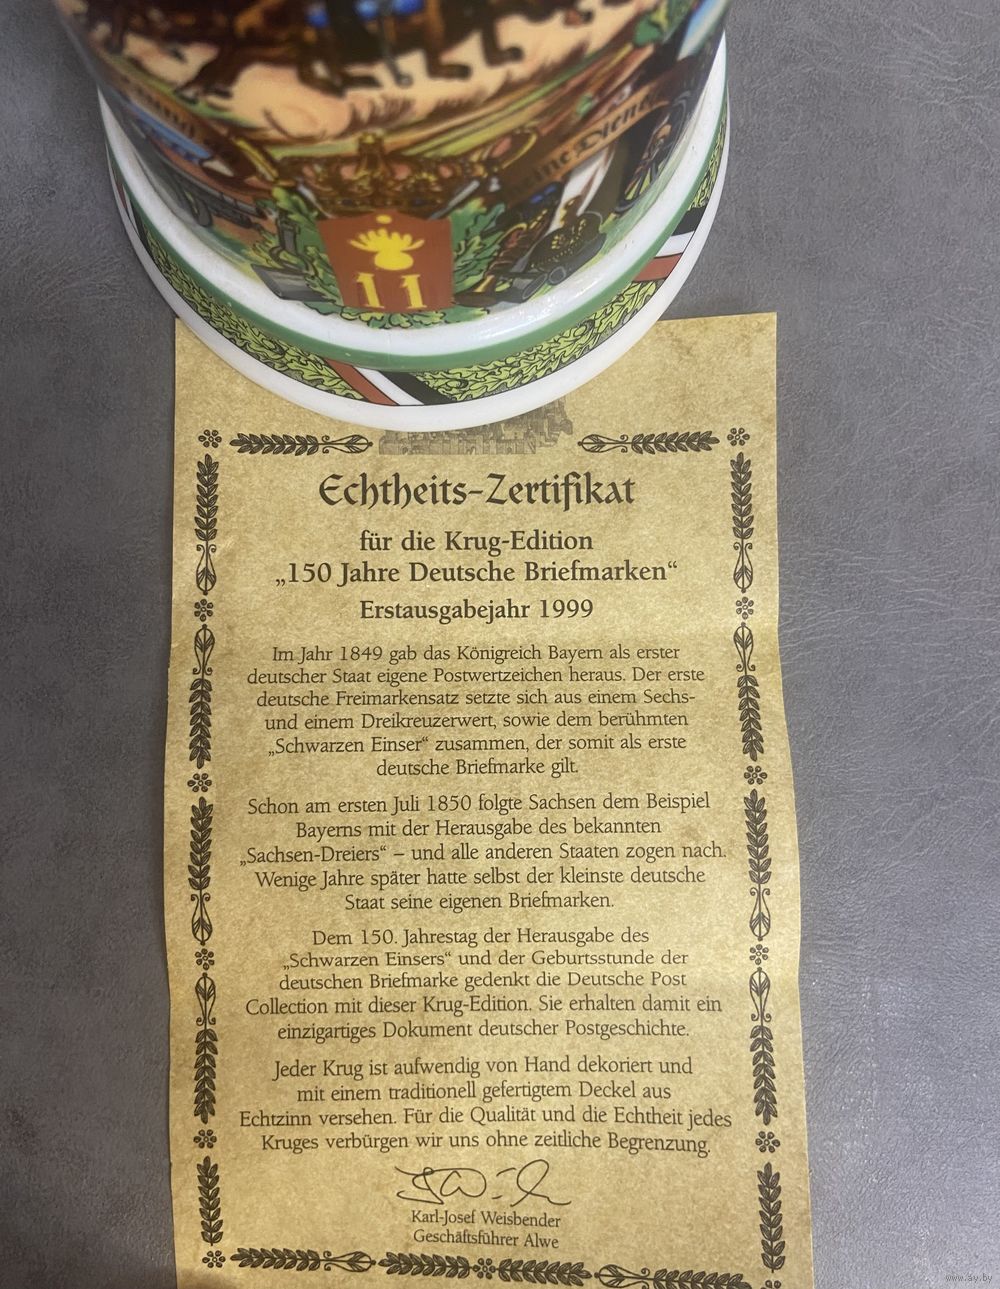 11
Echtheits-Zertifikat
für die Krug-Edition
„150 Jahre Deutsche Briefmarken“
Erstausgabejahr 1999
Im Jahr 1849 gab das Königreich Bayern als erster
deutscher Staat eigene Postwertzeichen heraus. Der erste
deutsche Freimarkensatz setzte sich aus einem Sechs-
und einem Dreikreuzerwert, sowie dem berühmten
„Schwarzen Einser“ zusammen, der somit als erste
deutsche Briefmarke gilt.
Schon am ersten Juli 1850 folgte Sachsen dem Beispiel
Bayerns mit der Herausgabe des bekannten
„Sachsen-Dreiers“ – und alle anderen Staaten zogen nach.
Wenige Jahre später hatte selbst der kleinste deutsche
Staat seine eigenen Briefmarken.
Dem 150. Jahrestag der Herausgabe des
„Schwarzen Einsers“ und der Geburtsstunde der
deutschen Briefmarke gedenkt die Deutsche Post
Collection mit dieser Krug-Edition. Sie erhalten damit ein
einzigartiges Dokument deutscher Postgeschichte.
Jeder Krug ist aufwendig von Hand dekoriert und
mit einem traditionell gefertigtem Deckel aus
Echtzinn versehen. Für die Qualität und die Echtheit jedes
Kruges verbürgen wir uns ohne zeitliche Begrenzung.
Karl-Josef Weisbender
Geschäftsführer Alwe
www.ay.by